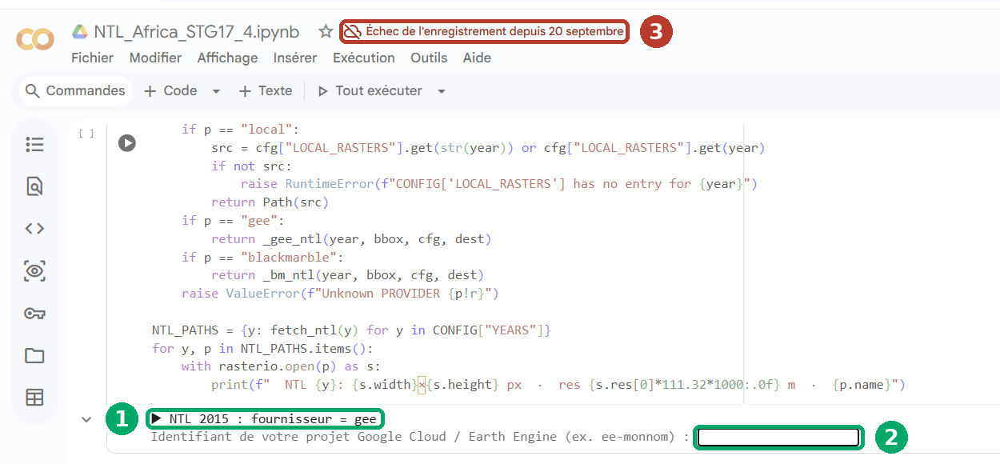 NTL_Africa_STG17_4.ipynb Échec de l'enregistrement depuis 20 septembre 3
Fichier Modifier Affichage Insérer Exécution Outils Aide
Commandes + Code + Texte Tout exécuter
[ ]
if p == "local":
src = cfg["LOCAL_RASTERS"].get(str(year)) or cfg["LOCAL_RASTERS"].get(year)
if not src:
raise RuntimeError(f"CONFIG['LOCAL_RASTERS'] has no entry for {year}")
return Path(src)
if p == "gee":
return _gee_ntl(year, bbox, cfg, dest)
if p == "blackmarble":
return _bm_ntl(year, bbox, cfg, dest)
raise ValueError(f"Unknown PROVIDER {p!r}")
NTL_PATHS = {y: fetch_ntl(y) for y in CONFIG["YEARS"]}
for y, p in NTL_PATHS.items():
with rasterio.open(p) as s:
print(f"  NTL {y}: {s.width}×{s.height} px  ·  res {s.res[0]*111.32*1000:.0f} m  ·  {p.name}")
1 ▶ NTL 2015 : fournisseur = gee
Identifiant de votre projet Google Cloud / Earth Engine (ex. ee-monnom) : 2